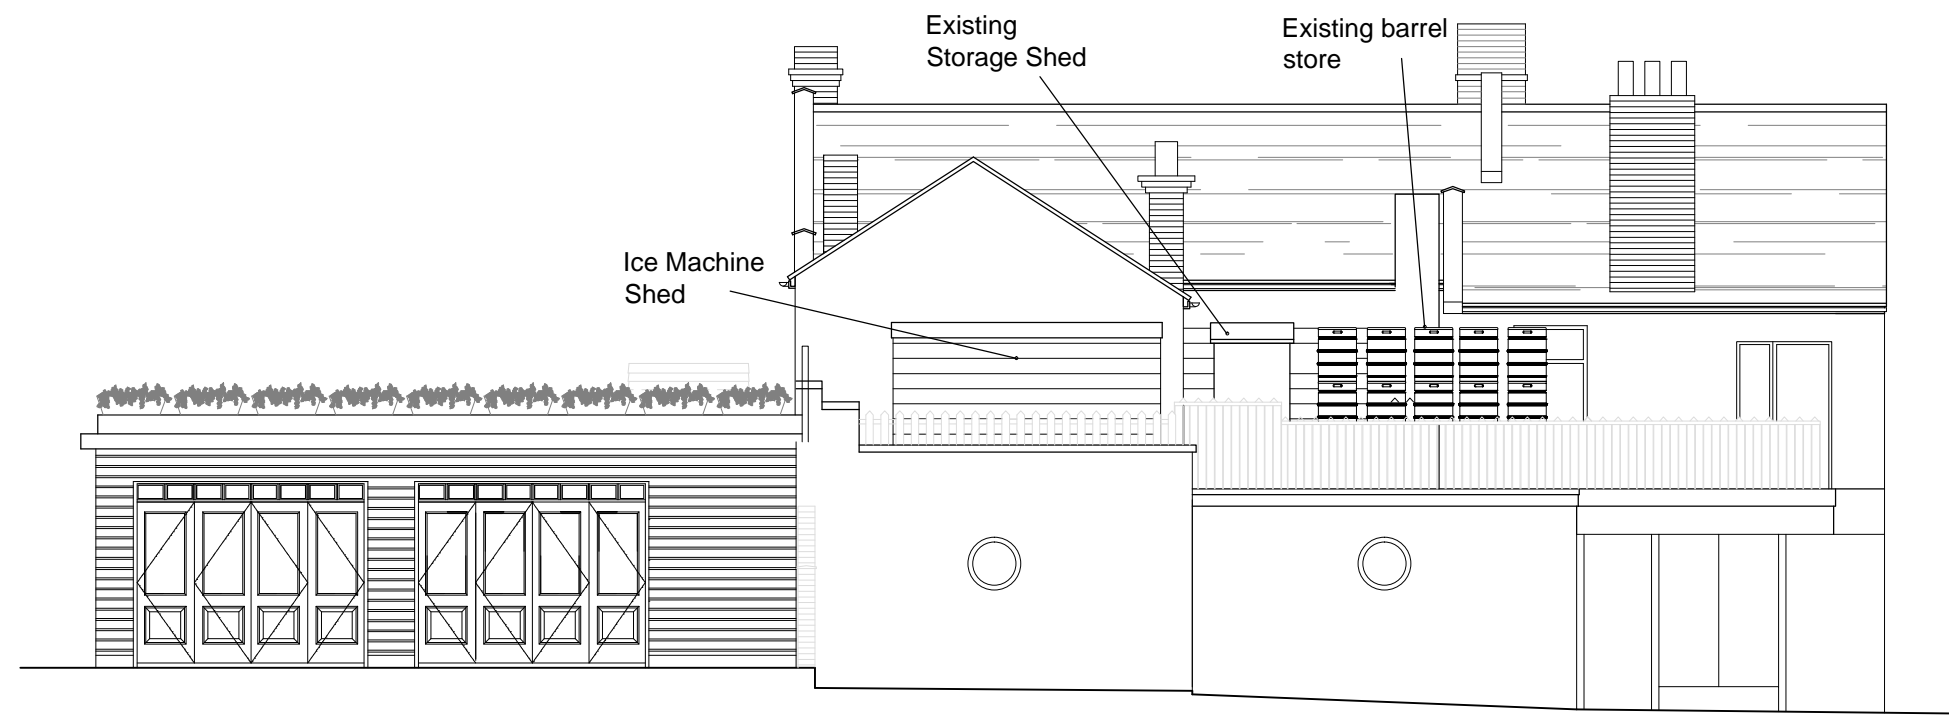 Existing
Storage Shed
Existing barrel
store
Ice Machine
Shed